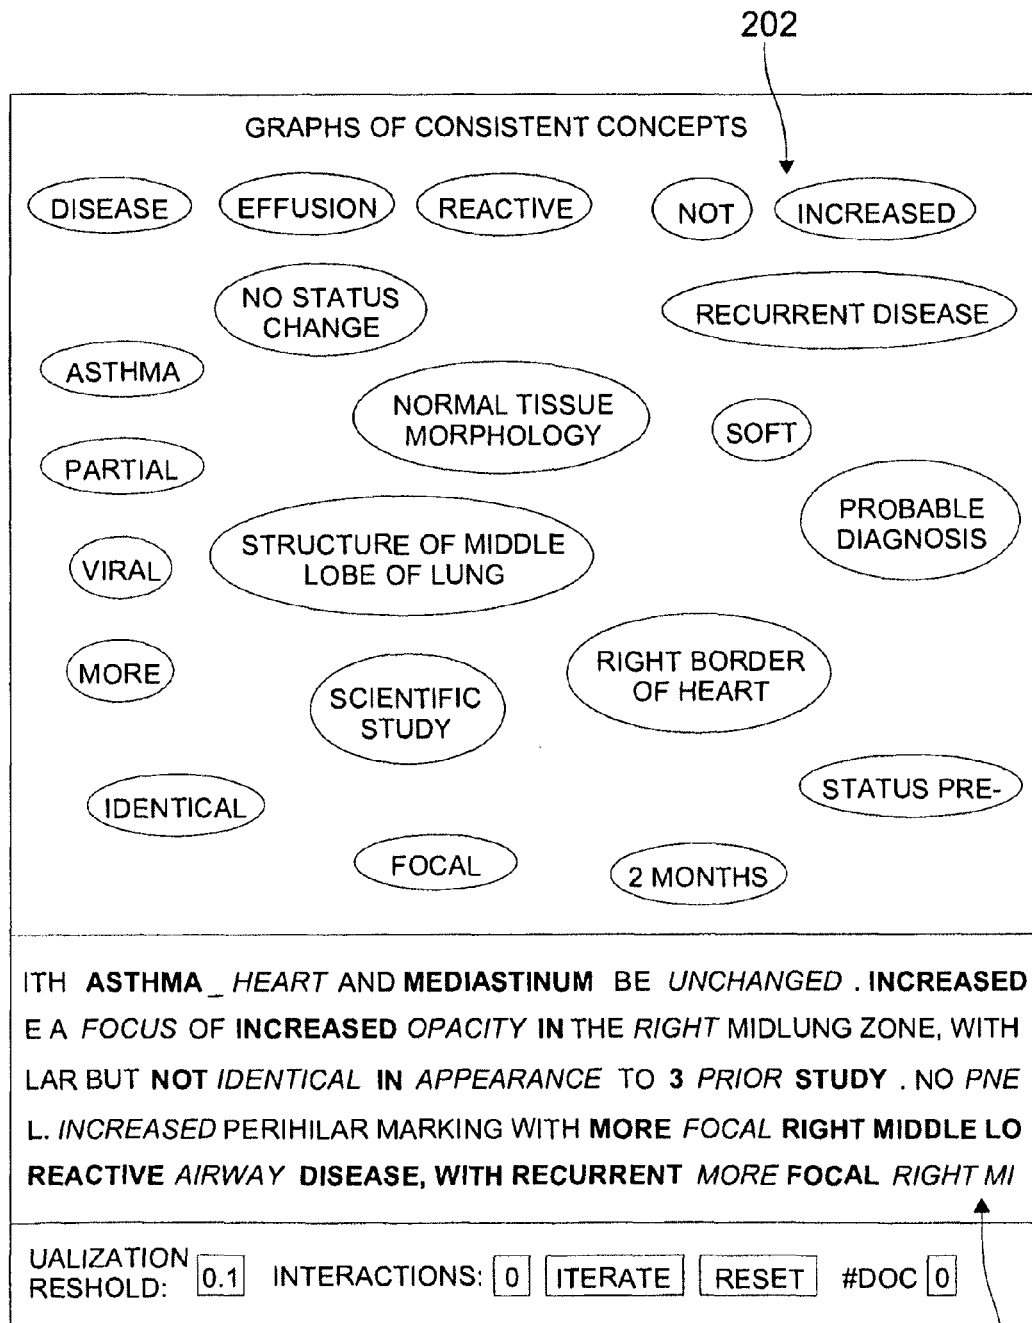 202
GRAPHS OF CONSISTENT CONCEPTS
DISEASE EFFUSION REACTIVE NOT INCREASED
NO STATUS
CHANGE
RECURRENT DISEASE
ASTHMA
NORMAL TISSUE
MORPHOLOGY
SOFT
PARTIAL
PROBABLE
DIAGNOSIS
STRUCTURE OF MIDDLE
LOBE OF LUNG
VIRAL
MORE
RIGHT BORDER
OF HEART
SCIENTIFIC
STUDY
STATUS PRE-
IDENTICAL
FOCAL
2 MONTHS
ITH ASTHMA_ HEART AND MEDIASTINUM BE UNCHANGED . INCREASED
E A FOCUS OF INCREASED OPACITY IN THE RIGHT MIDLUNG ZONE, WITH
LAR BUT NOT IDENTICAL IN APPEARANCE TO 3 PRIOR STUDY . NO PNE
L. INCREASED PERIHILAR MARKING WITH MORE FOCAL RIGHT MIDDLE LO
REACTIVE AIRWAY DISEASE, WITH RECURRENT MORE FOCAL RIGHT MI
UALIZATION
RESHOLD: 0.1 INTERACTIONS: 0 ITERATE RESET #DOC 0